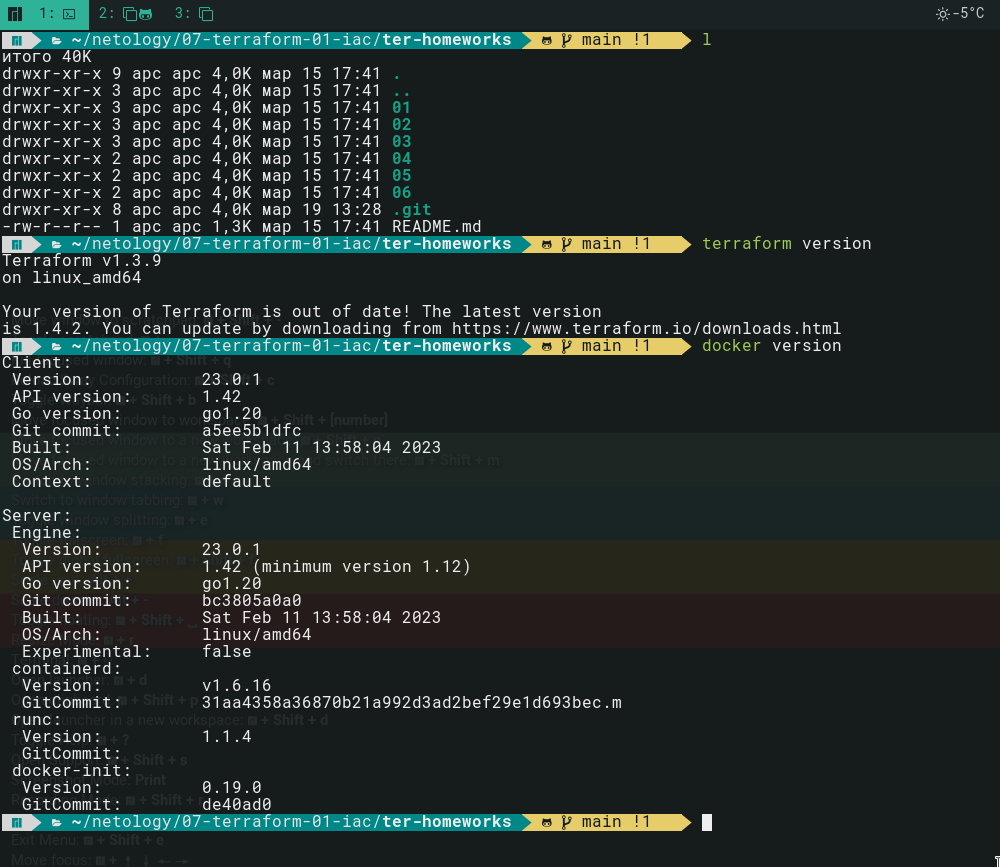 1: 2: 3: -5°C
~/netology/07-terraform-01-iac/ter-homeworks main !1 l
итого 40K
drwxr-xr-x 9 apc apc 4,0K мар 15 17:41 .
drwxr-xr-x 3 apc apc 4,0K мар 15 17:41 ..
drwxr-xr-x 3 apc apc 4,0K мар 15 17:41 01
drwxr-xr-x 3 apc apc 4,0K мар 15 17:41 02
drwxr-xr-x 3 apc apc 4,0K мар 15 17:41 03
drwxr-xr-x 2 apc apc 4,0K мар 15 17:41 04
drwxr-xr-x 2 apc apc 4,0K мар 15 17:41 05
drwxr-xr-x 2 apc apc 4,0K мар 15 17:41 06
drwxr-xr-x 8 apc apc 4,0K мар 19 13:28 .git
-rw-r--r-- 1 apc apc 1,3K мар 15 17:41 README.md
~/netology/07-terraform-01-iac/ter-homeworks main !1 terraform version
Terraform v1.3.9
on linux_amd64
Your version of Terraform is out of date! The latest version
is 1.4.2. You can update by downloading from https://www.terraform.io/downloads.html
~/netology/07-terraform-01-iac/ter-homeworks main !1 docker version
Client:
Version: 23.0.1
API version: 1.42
Go version: go1.20
Git commit: a5ee5b1dfc
Built: Sat Feb 11 13:58:04 2023
OS/Arch: linux/amd64
Context: default
Server:
Engine:
Version: 23.0.1
API version: 1.42 (minimum version 1.12)
Go version: go1.20
Git commit: bc3805a0a0
Built: Sat Feb 11 13:58:04 2023
OS/Arch: linux/amd64
Experimental: false
containerd:
Version: v1.6.16
GitCommit: 31aa4358a36870b21a992d3ad2bef29e1d693bec.m
runc:
Version: 1.1.4
GitCommit:
docker-init:
Version: 0.19.0
GitCommit: de40ad0
~/netology/07-terraform-01-iac/ter-homeworks main !1
Exit Menu: + Shift + e
Move focus: